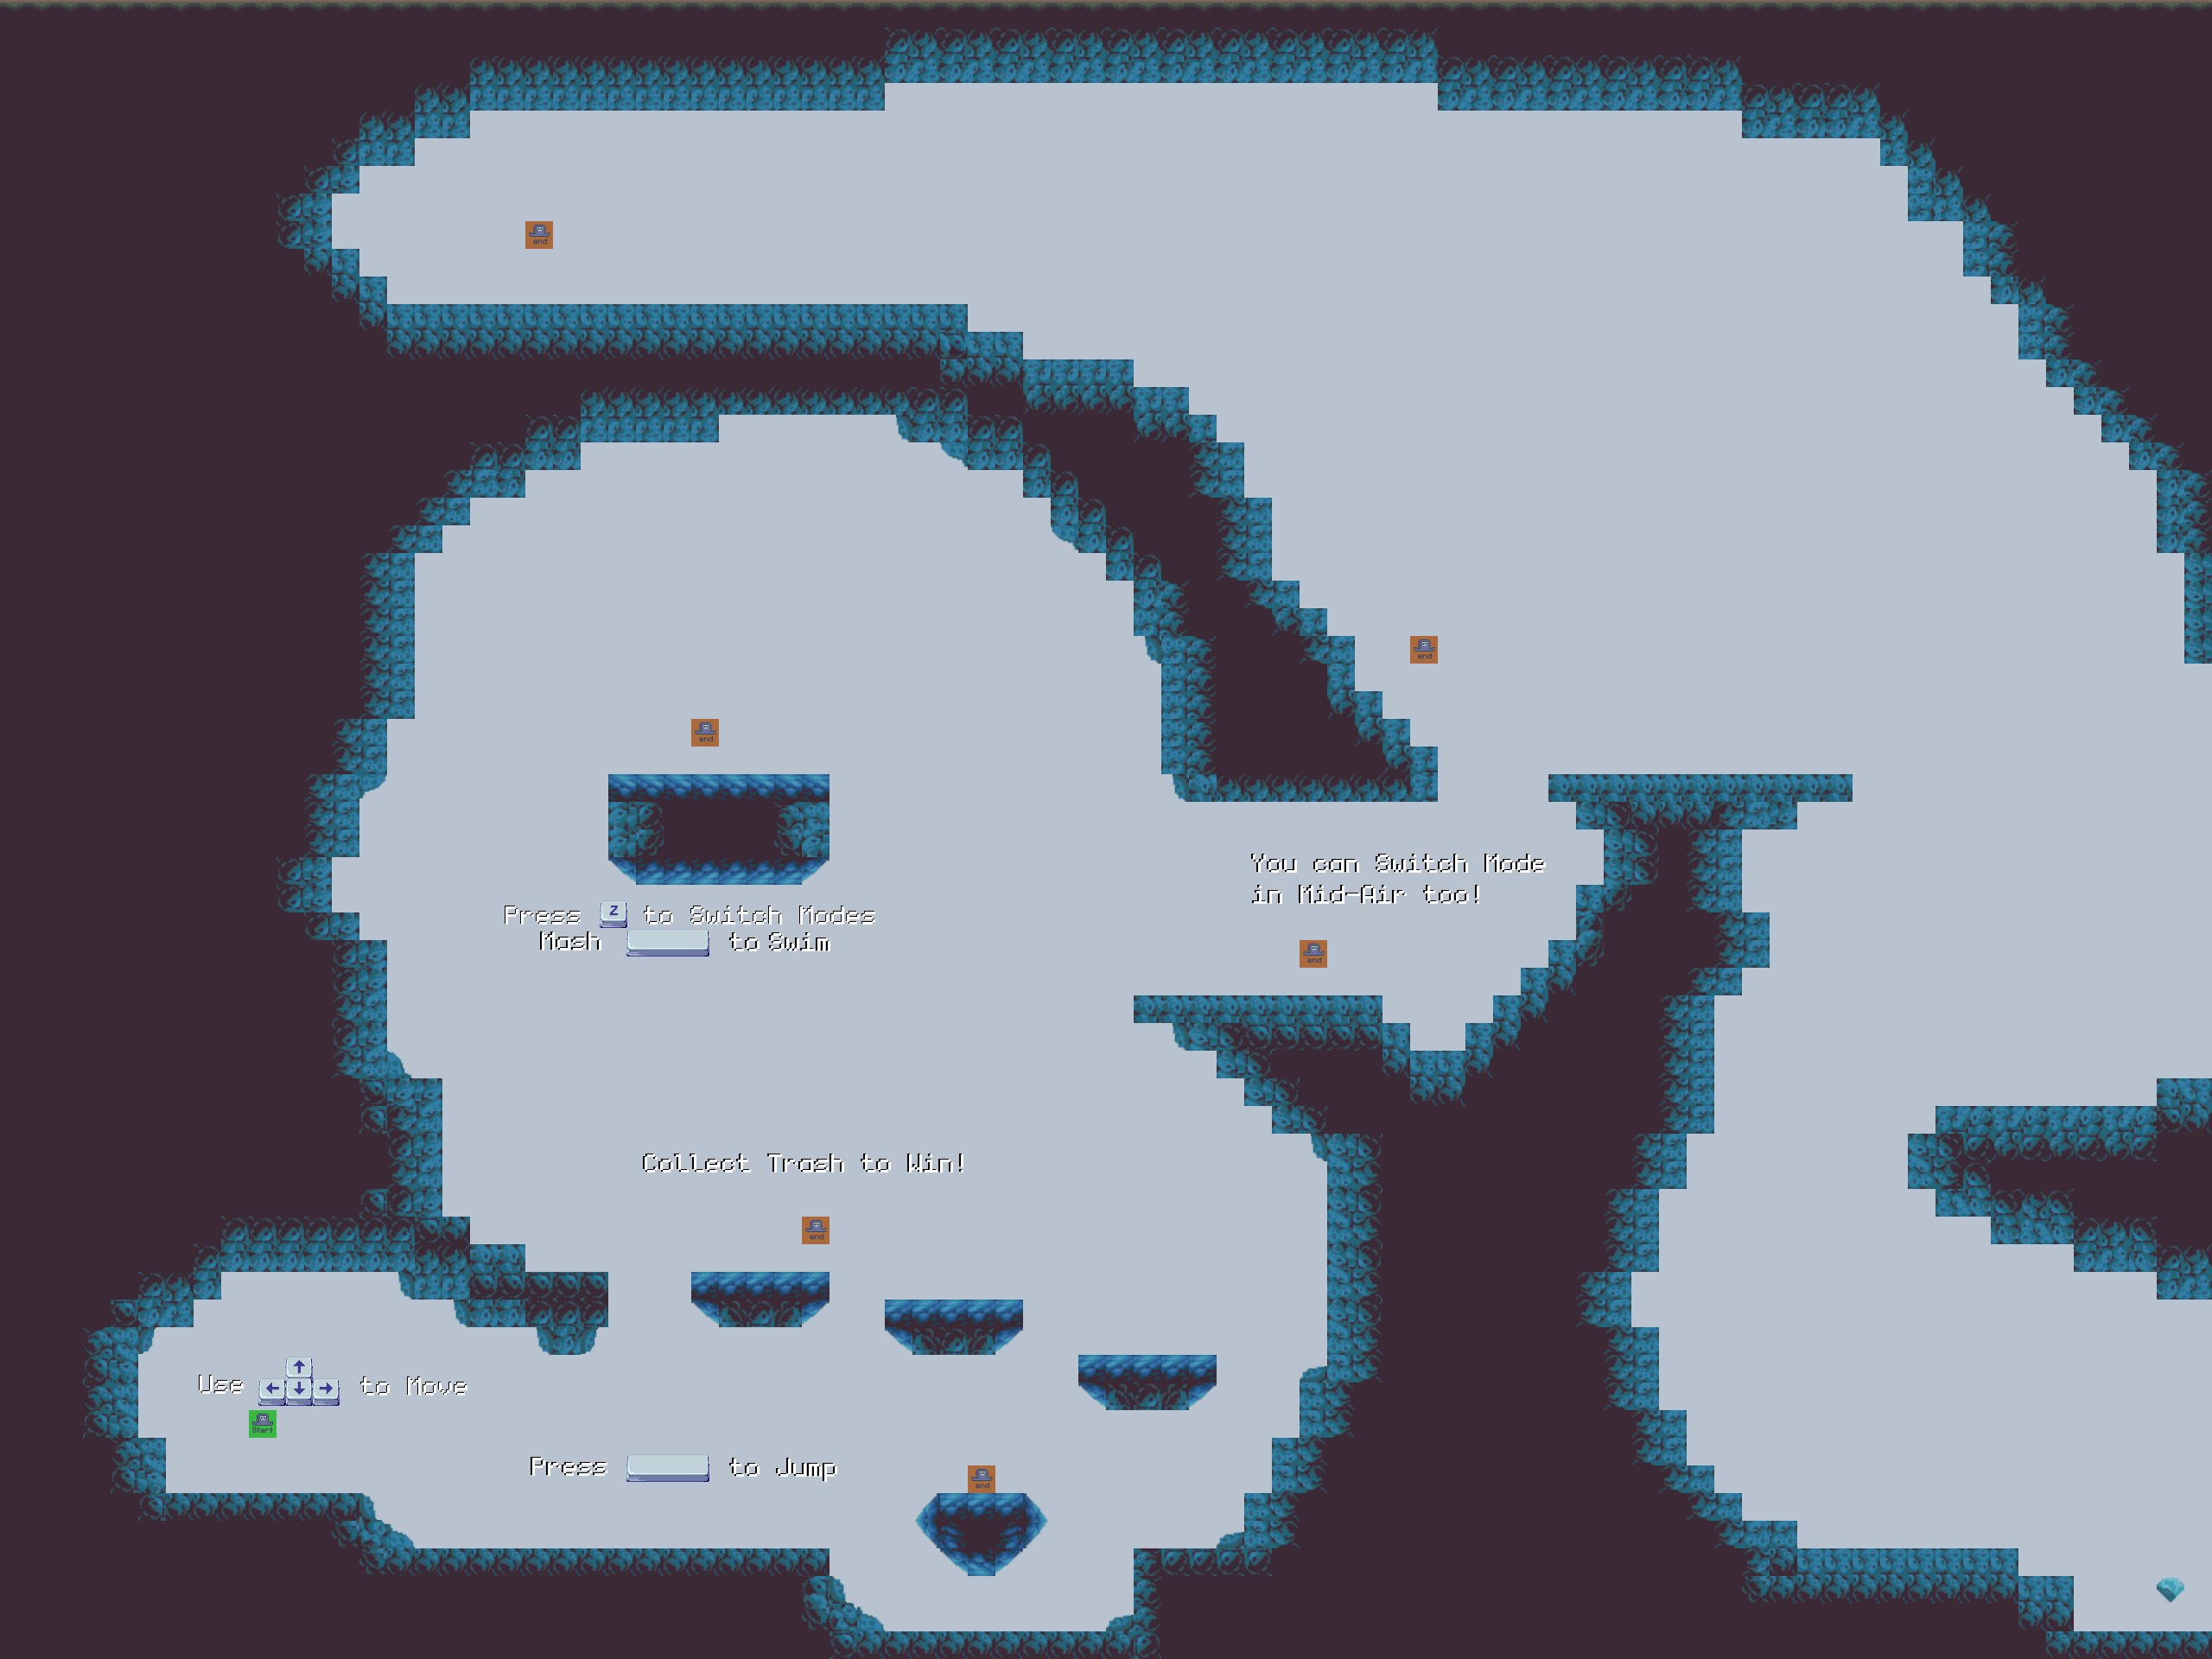 end
end
end
Press Z to Switch Modes
Mash to Swim
You can Switch Mode
in Mid-Air too!
end
Collect Trash to Win!
end
Use ↑ ← ↓ → to Move
Start
Press to Jump
end